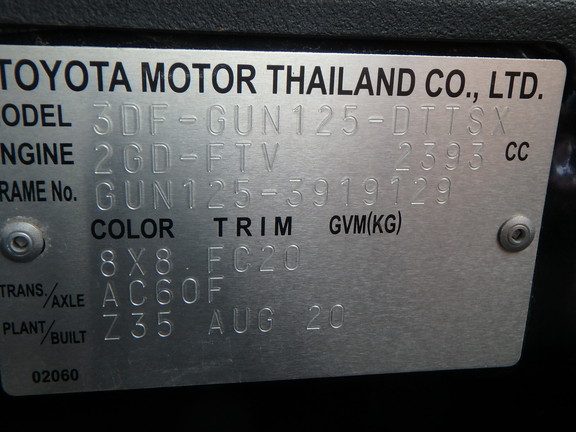 TOYOTA MOTOR THAILAND CO., LTD.
ODEL 3DF-GUN125-DTTSX
NGINE 2GD-FTV 2393 CC
RAME No. GUN125-3919129
COLOR TRIM GVM(KG)
8X8 FC20
TRANS./AXLE AC60F
PLANT/BUILT Z35 AUG 20
02060